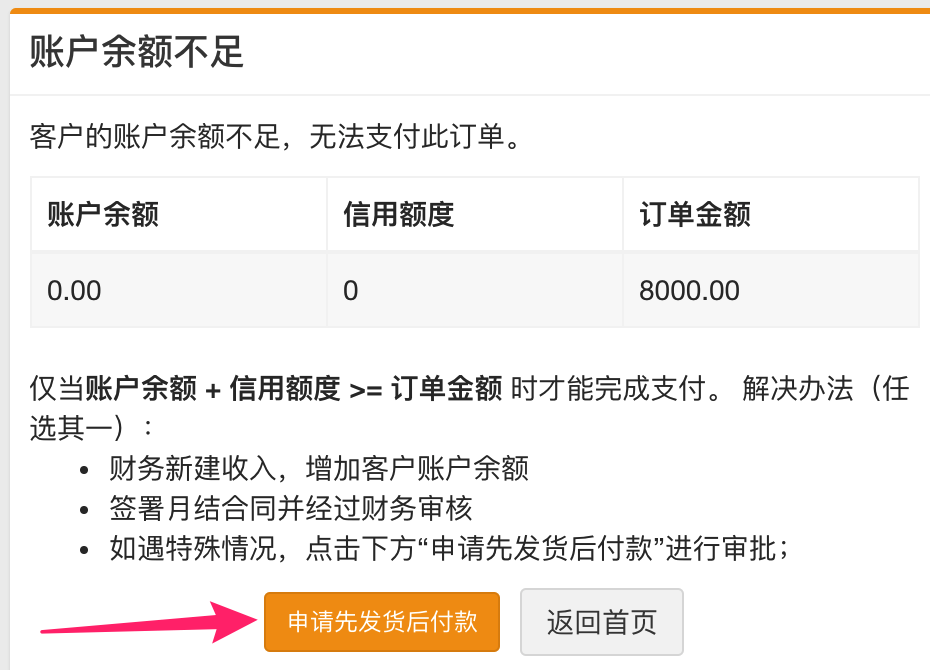 账户余额不足
客户的账户余额不足，无法支付此订单。
账户余额 信用额度 订单金额
0.00 0 8000.00
仅当账户余额 + 信用额度 >= 订单金额 时才能完成支付。 解决办法（任
选其一）：
• 财务新建收入，增加客户账户余额
• 签署月结合同并经过财务审核
• 如遇特殊情况，点击下方“申请先发货后付款”进行审批；
申请先发货后付款 返回首页